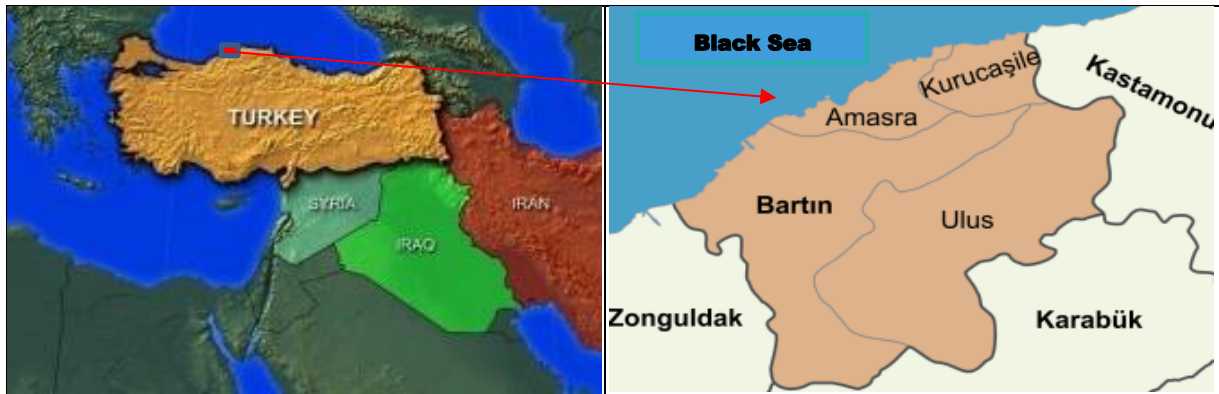 TURKEY
SYRIA
IRAQ
IRAN
Black Sea
Kurucaşile
Kastamonu
Amasra
Bartın
Ulus
Zonguldak
Karabük